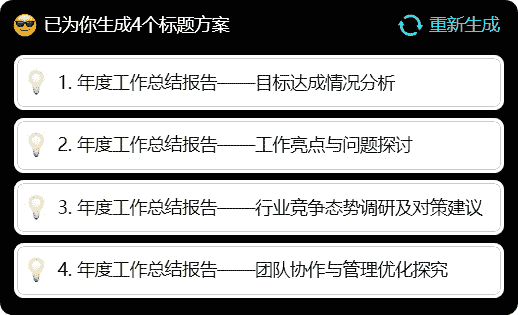 已为你生成4个标题方案 重新生成
1. 年度工作总结报告——目标达成情况分析
2. 年度工作总结报告——工作亮点与问题探讨
3. 年度工作总结报告——行业竞争态势调研及对策建议
4. 年度工作总结报告——团队协作与管理优化探究